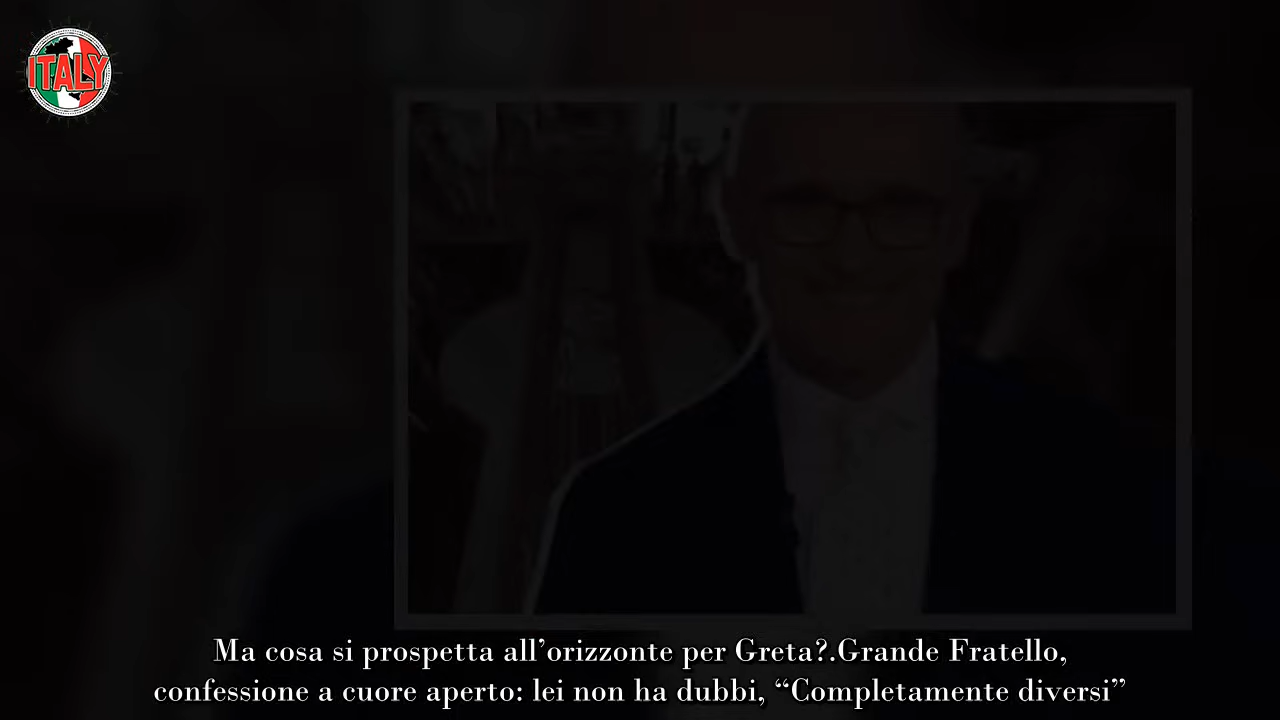 ITALY
Ma cosa si prospetta all’orizzonte per Greta?.Grande Fratello,
confessione a cuore aperto: lei non ha dubbi, “Completamente diversi”